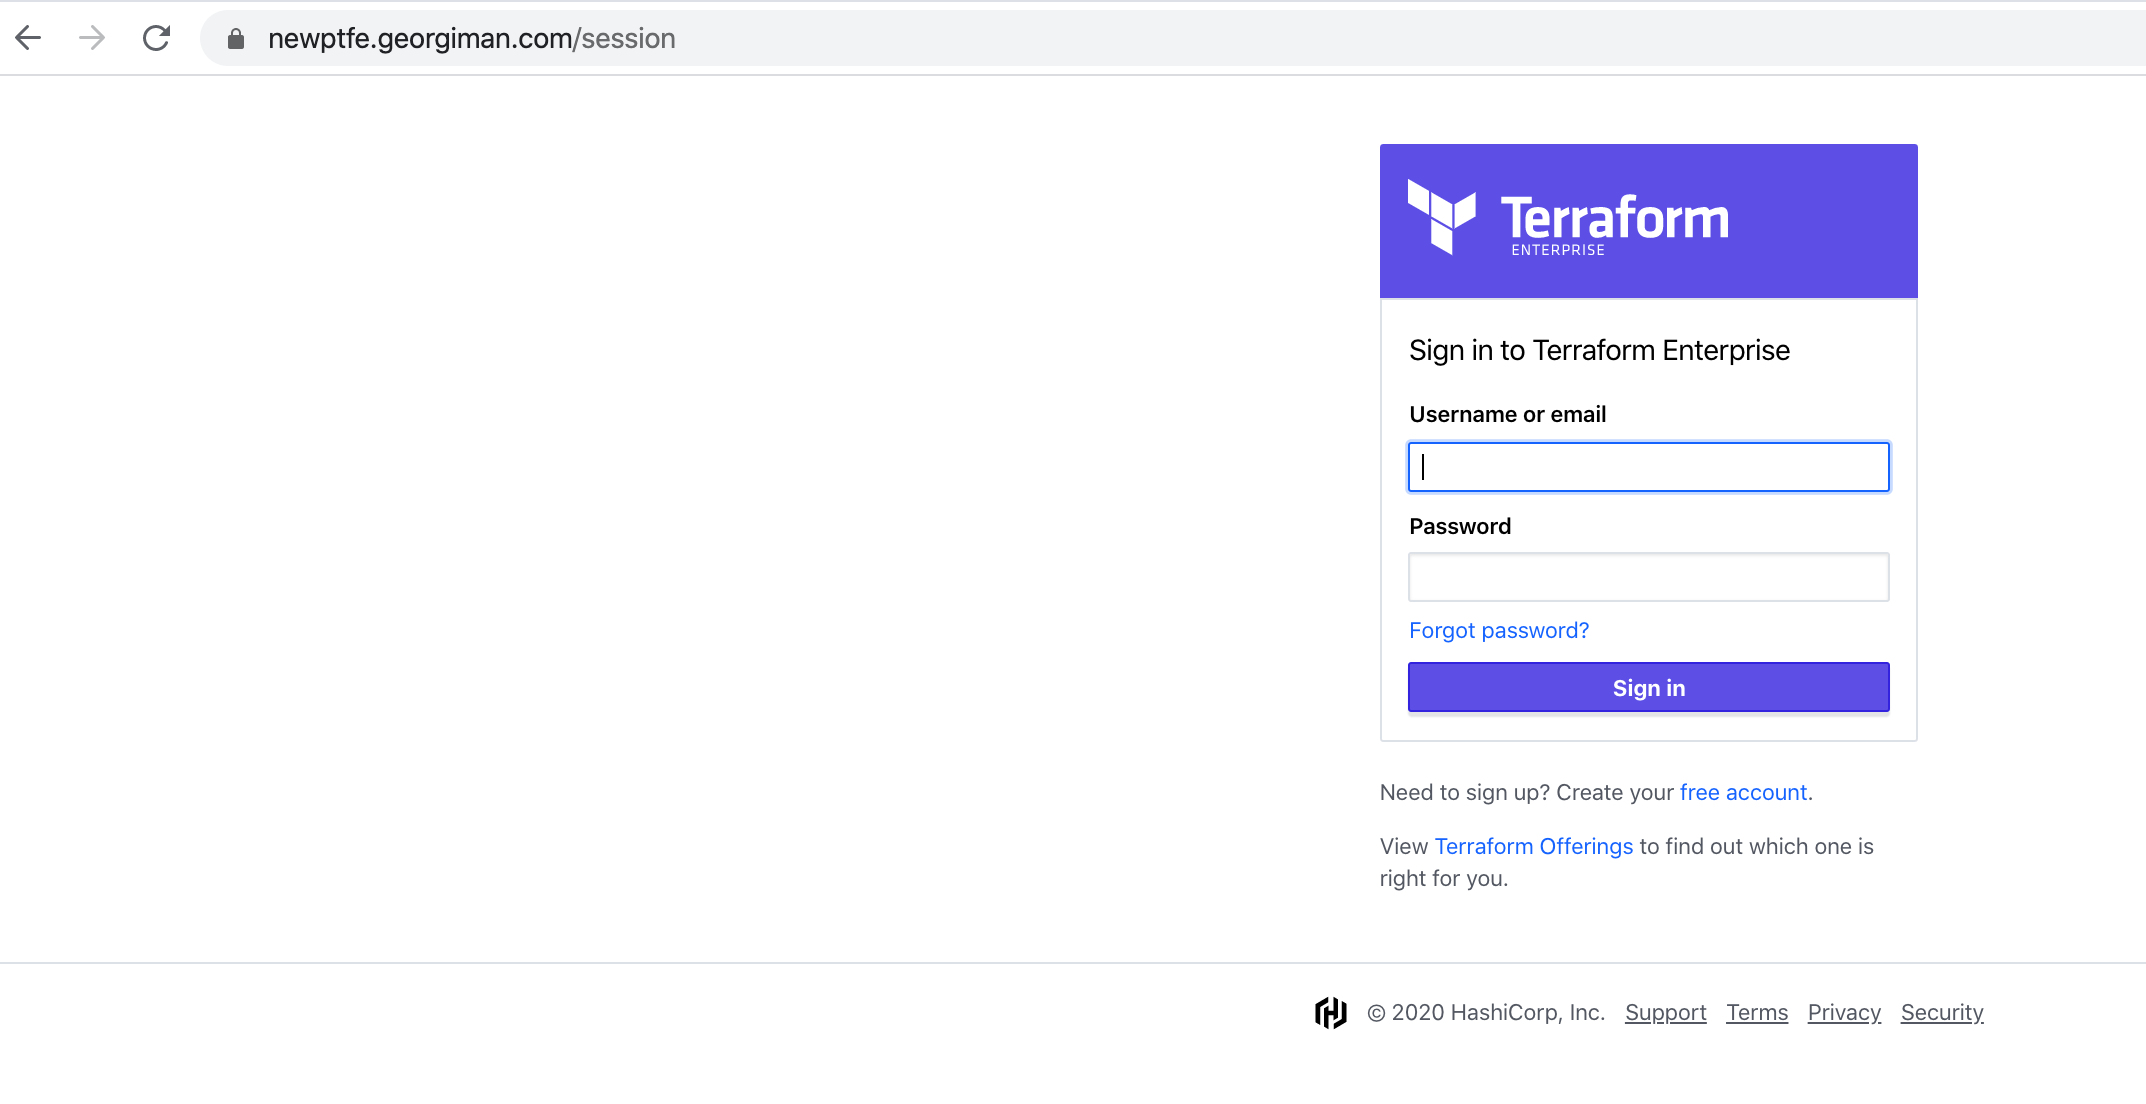 newptfe.georgiman.com/session
Terraform
ENTERPRISE
Sign in to Terraform Enterprise
Username or email
Password
Forgot password?
Sign in
Need to sign up? Create your free account.
View Terraform Offerings to find out which one is
right for you.
© 2020 HashiCorp, Inc. Support Terms Privacy Security